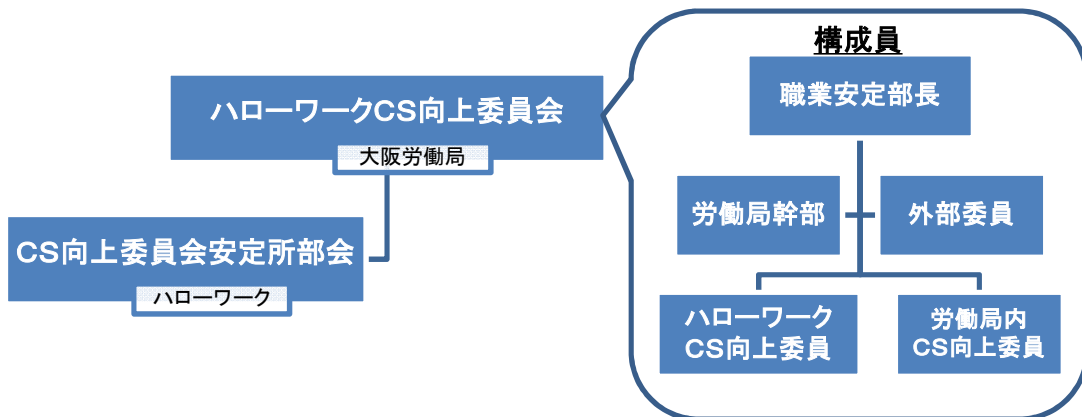 ハローワークCS向上委員会
大阪労働局
CS向上委員会安定所部会
ハローワーク
構成員
職業安定部長
労働局幹部
外部委員
ハローワーク
CS向上委員
労働局内
CS向上委員